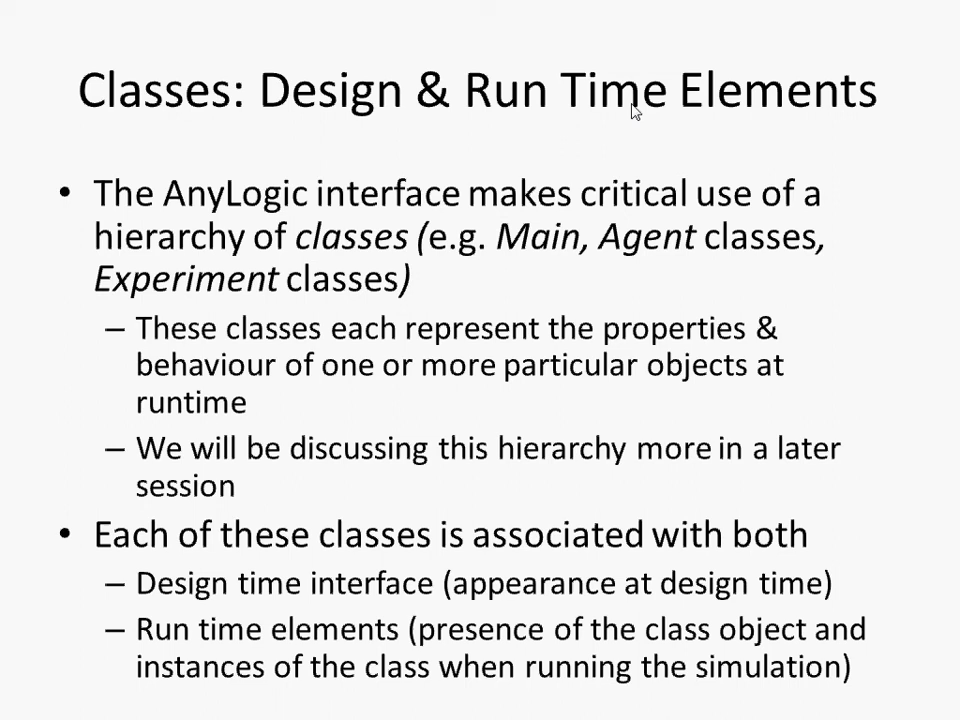 Classes: Design & Run Time Elements
• The AnyLogic interface makes critical use of a
hierarchy of classes (e.g. Main, Agent classes,
Experiment classes)
– These classes each represent the properties &
behaviour of one or more particular objects at
runtime
– We will be discussing this hierarchy more in a later
session
• Each of these classes is associated with both
– Design time interface (appearance at design time)
– Run time elements (presence of the class object and
instances of the class when running the simulation)